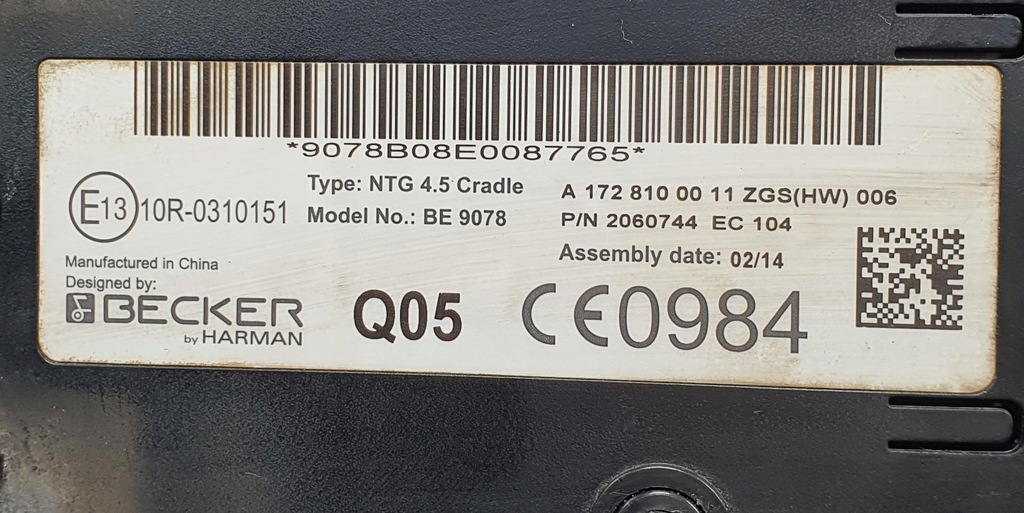 *9078B08E0087765*
Type: NTG 4.5 Cradle
A 172 810 00 11 ZGS(HW) 006
E13 10R-0310151
Model No.: BE 9078
P/N 2060744 EC 104
Assembly date: 02/14
Manufactured in China
Designed by:
BECKER
by HARMAN
Q05
CE0984